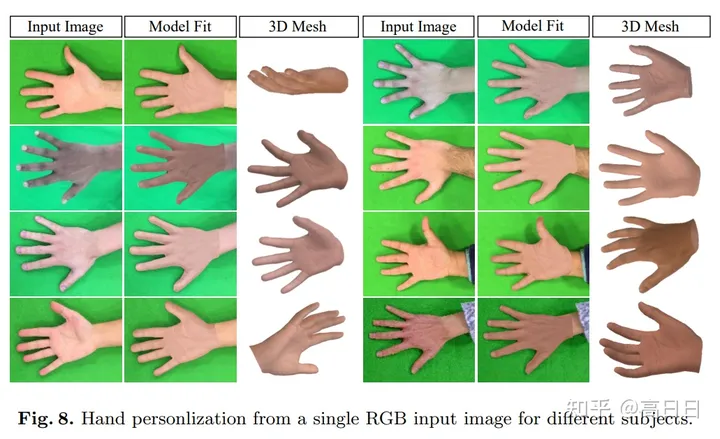 Input Image Model Fit 3D Mesh Input Image Model Fit 3D Mesh
Fig. 8. Hand personlization from a single RGB input image for different subjects.
知乎 @高日日